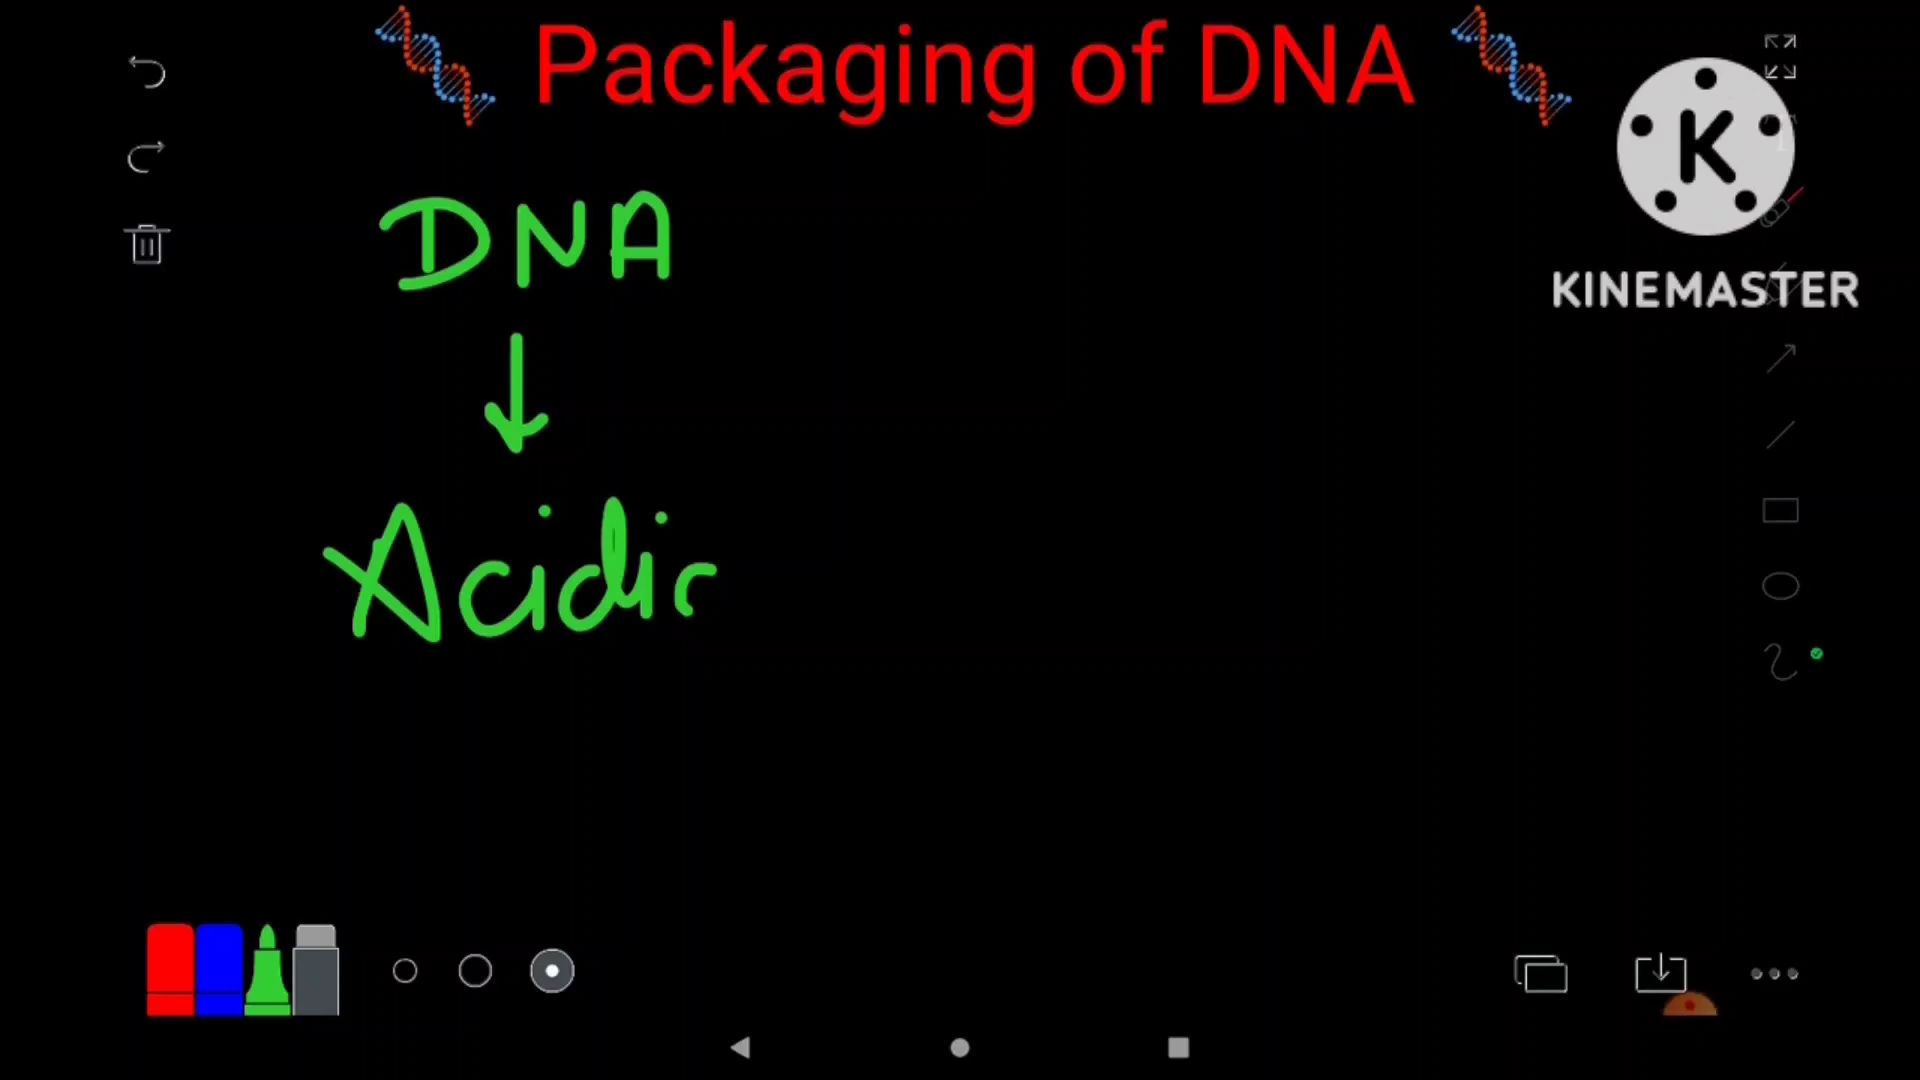 Packaging of DNA
K
KINEMASTER
DNA
Acidic